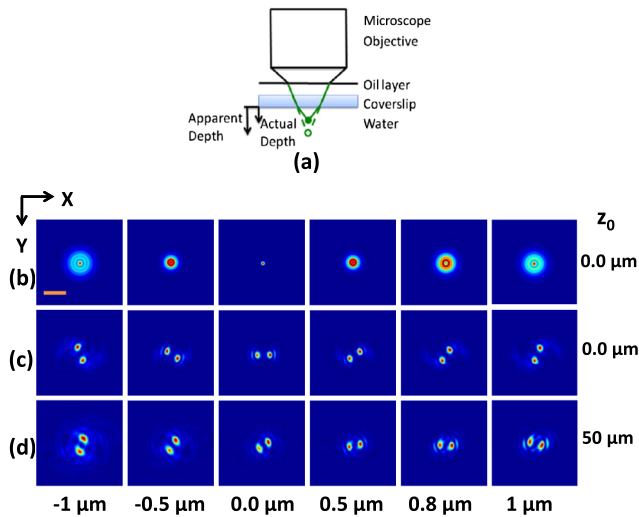 Microscope
Objective
Oil layer
Coverslip
Water
Apparent
Depth
Actual
Depth
(a)
X
Y
z0
(b)
0.0 μm
(c)
0.0 μm
(d)
50 μm
-1 μm
-0.5 μm
0.0 μm
0.5 μm
0.8 μm
1 μm